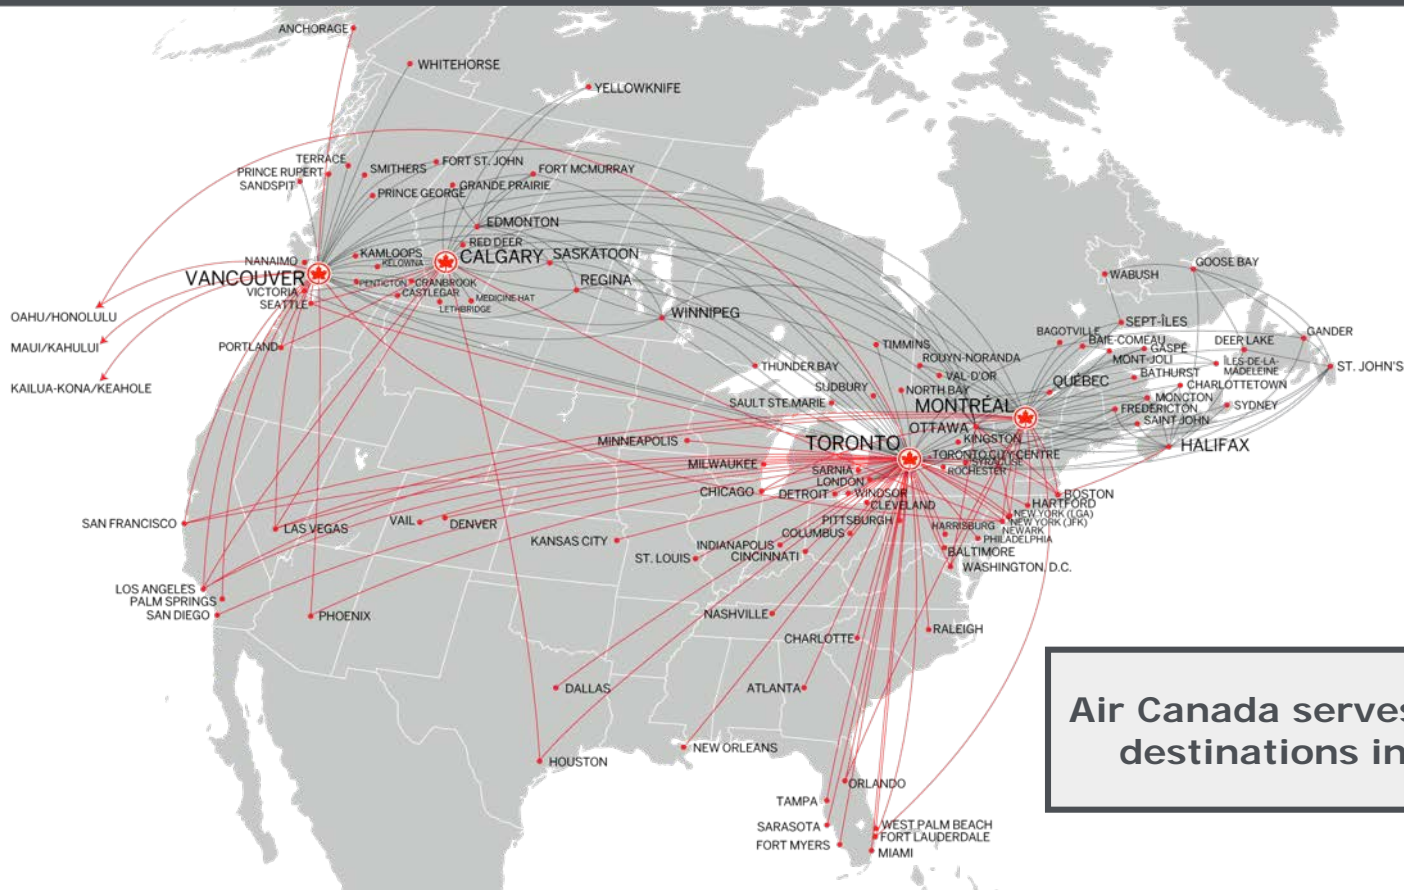 ANCHORAGE
WHITEHORSE
YELLOWKNIFE
TERRACE
PRINCE RUPERT
SANDSPIT
SMITHERS
FORT ST. JOHN
FORT MCMURRAY
GRANDE PRAIRIE
PRINCE GEORGE
EDMONTON
RED DEER
NANAIMO
KAMLOOPS
KELOWNA
CALGARY
SASKATOON
VANCOUVER
PENTICTON
CRANBROOK
REGINA
VICTORIA
CASTLEGAR
MEDICINE HAT
SEATTLE
LETHBRIDGE
WINNIPEG
OAHU/HONOLULU
MAUI/KAHULUI
KAILUA-KONA/KEAHOLE
PORTLAND
WABUSH
GOOSE BAY
SEPT-ÎLES
BAGOTVILLE
BAIE-COMEAU
GASPÉ
DEER LAKE
GANDER
MONT-JOLI
ÎLES-DE-LA-
MADELEINE
ST. JOHN'S
BATHURST
TIMMINS
ROUYN-NORANDA
VAL-D'OR
THUNDER BAY
SUDBURY
NORTH BAY
QUÉBEC
CHARLOTTETOWN
MONCTON
SAULT STE.MARIE
MONTRÉAL
FREDERICTON
SYDNEY
SAINT JOHN
OTTAWA
KINGSTON
HALIFAX
MINNEAPOLIS
TORONTO
TORONTO CITY CENTRE
SYRACUSE
ROCHESTER
MILWAUKEE
SARNIA
LONDON
CHICAGO
DETROIT
WINDSOR
CLEVELAND
BOSTON
HARTFORD
NEW YORK (LGA)
NEW YORK (JFK)
NEWARK
PITTSBURGH
HARRISBURG
PHILADELPHIA
SAN FRANCISCO
LAS VEGAS
VAIL
DENVER
COLUMBUS
KANSAS CITY
INDIANAPOLIS
CINCINNATI
BALTIMORE
ST. LOUIS
WASHINGTON, D.C.
LOS ANGELES
PALM SPRINGS
SAN DIEGO
PHOENIX
NASHVILLE
CHARLOTTE
RALEIGH
DALLAS
ATLANTA
NEW ORLEANS
HOUSTON
ORLANDO
TAMPA
SARASOTA
FORT MYERS
WEST PALM BEACH
FORT LAUDERDALE
MIAMI
Air Canada serves
destinations in